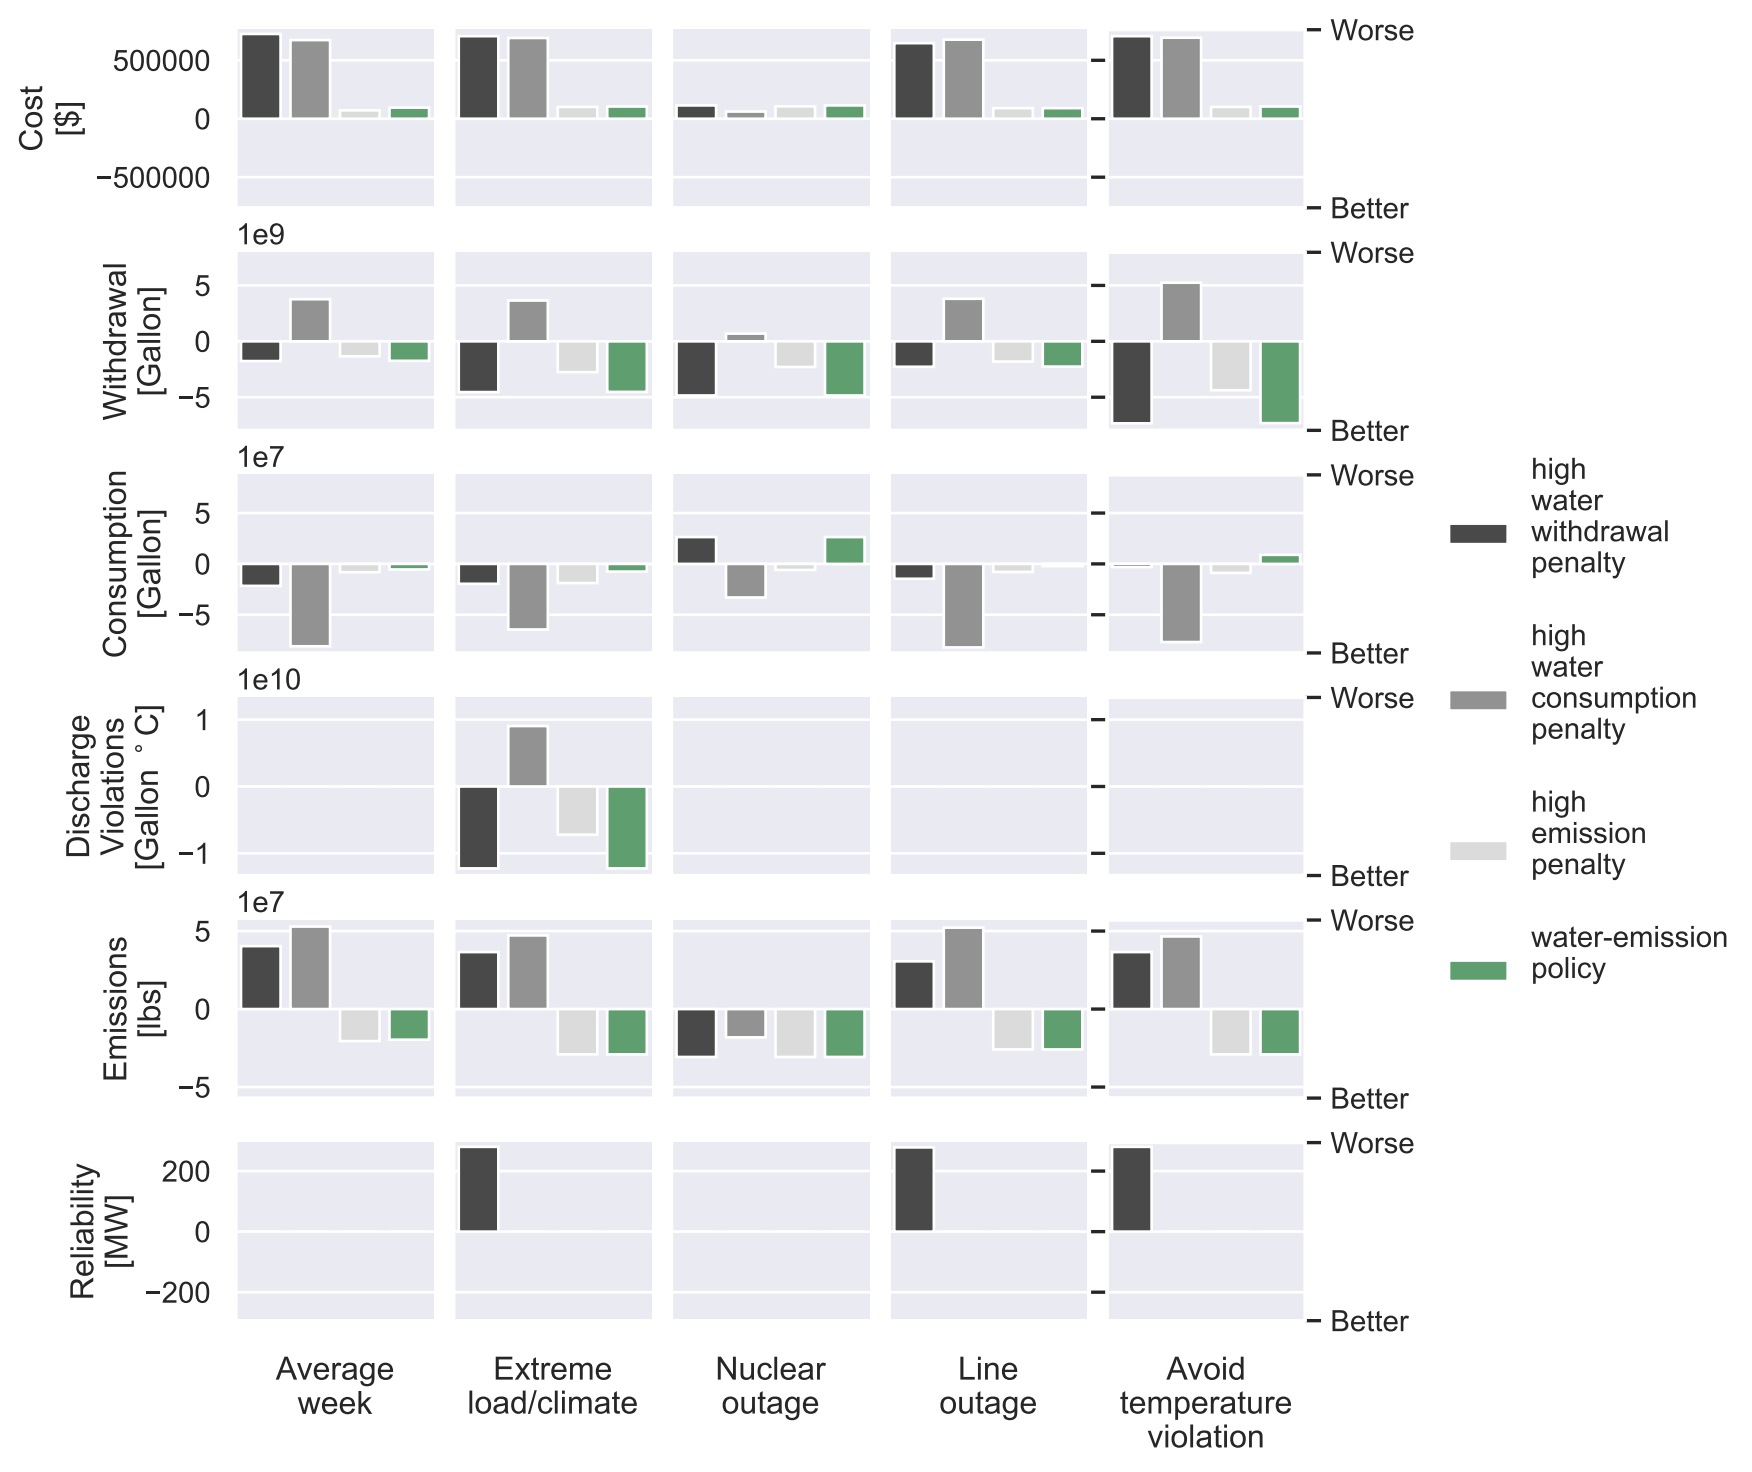 Cost
[$]
500000
0
−500000
Worse
Better
1e9
Withdrawal
[Gallon]
5
0
−5
Worse
Better
1e7
Consumption
[Gallon]
5
0
−5
Worse
Better
1e10
Discharge
Violations
[Gallon °C]
1
0
−1
Worse
Better
1e7
Emissions
[lbs]
5
0
−5
Worse
Better
Reliability
[MW]
200
0
−200
Worse
Better
Average
week
Extreme
load/climate
Nuclear
outage
Line
outage
Avoid
temperature
violation
high
water
withdrawal
penalty
high
water
consumption
penalty
high
emission
penalty
water-emission
policy